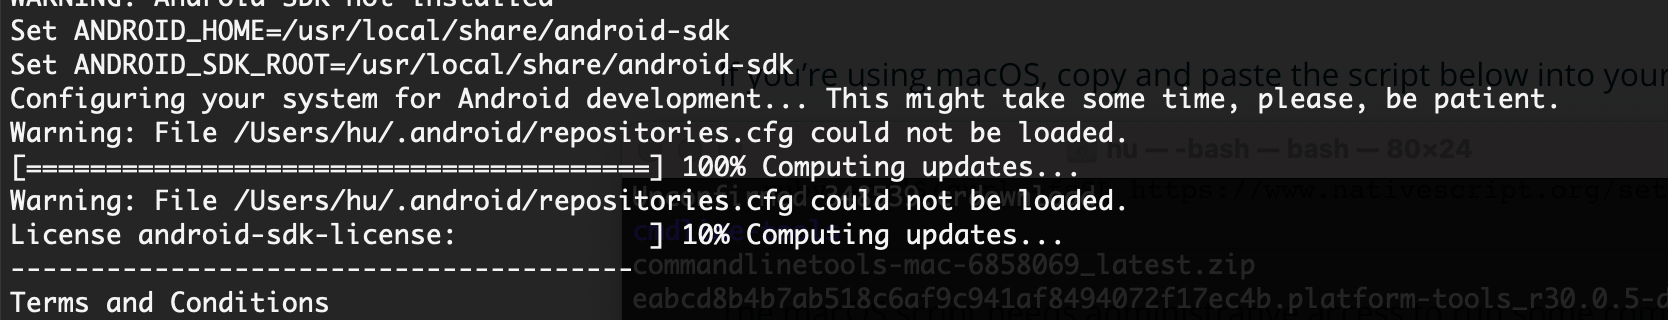 WARNING: Android SDK not installed
Set ANDROID_HOME=/usr/local/share/android-sdk
Set ANDROID_SDK_ROOT=/usr/local/share/android-sdk
If you’re using macOS, copy and paste the script below into your
Configuring your system for Android development... This might take some time, please, be patient.
Warning: File /Users/hu/.android/repositories.cfg could not be loaded.
hu — -bash — bash — 80×24
[=======================================] 100% Computing updates...
https://www.nativescript.org/set
Warning: File /Users/hu/.android/repositories.cfg could not be loaded.
License android-sdk-license: ] 10% Computing updates...
---------------------------------------
commandlinetools-mac-6858069_latest.zip
Terms and Conditions
eabcd8b4b7ab518c6af9c941af8494072f17ec4b.platform-tools_r30.0.5-d